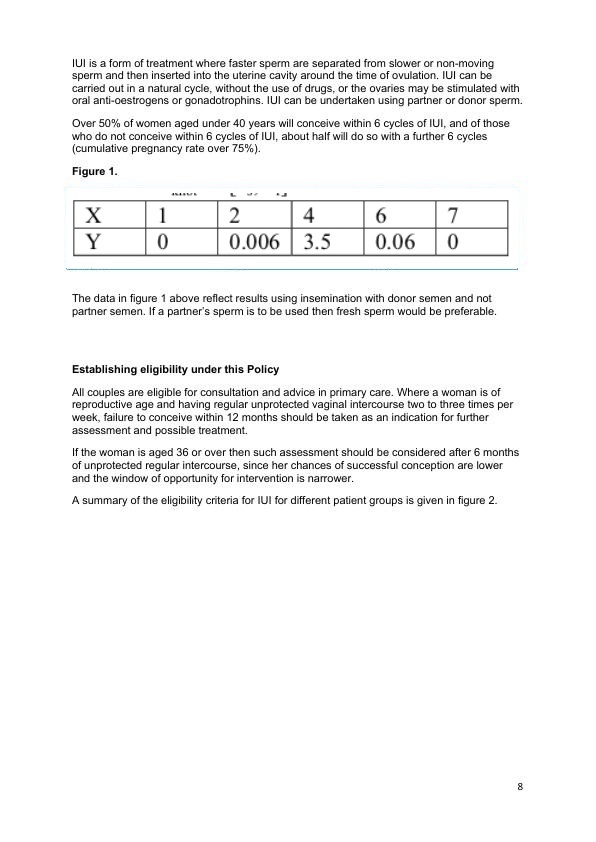 IUI is a form of treatment where faster sperm are separated from slower or non-moving
sperm and then inserted into the uterine cavity around the time of ovulation. IUI can be
carried out in a natural cycle, without the use of drugs, or the ovaries may be stimulated with
oral anti-oestrogens or gonadotrophins. IUI can be undertaken using partner or donor sperm.
Over 50% of women aged under 40 years will conceive within 6 cycles of IUI, and of those
who do not conceive within 6 cycles of IUI, about half will do so with a further 6 cycles
(cumulative pregnancy rate over 75%).
Figure 1.
X 1 2 4 6 7
Y 0 0.006 3.5 0.06 0
The data in figure 1 above reflect results using insemination with donor semen and not
partner semen. If a partner's sperm is to be used then fresh sperm would be preferable.
Establishing eligibility under this Policy
All couples are eligible for consultation and advice in primary care. Where a woman is of
reproductive age and having regular unprotected vaginal intercourse two to three times per
week, failure to conceive within 12 months should be taken as an indication for further
assessment and possible treatment.
If the woman is aged 36 or over then such assessment should be considered after 6 months
of unprotected regular intercourse, since her chances of successful conception are lower
and the window of opportunity for intervention is narrower.
A summary of the eligibility criteria for IUI for different patient groups is given in figure 2.
8